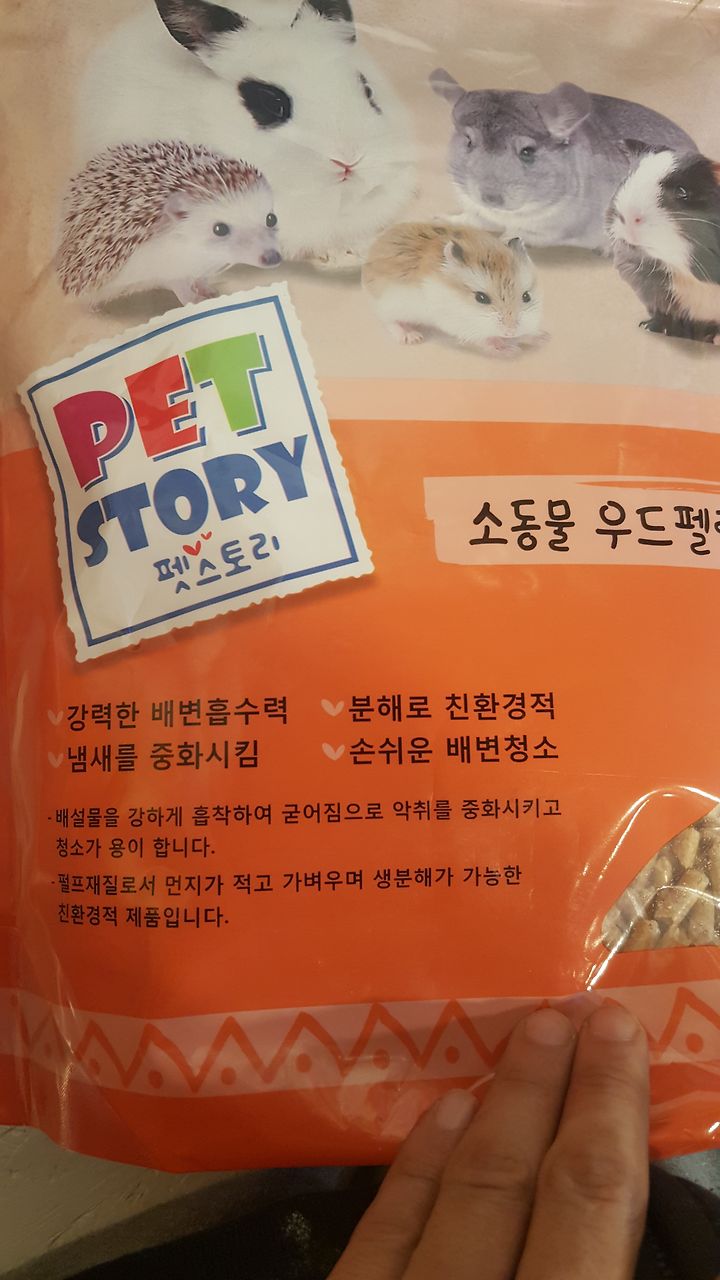 PET
STORY
펫스토리
소동물 우드펠
강력한 배변흡수력
분해로 친환경적
냄새를 중화시킴
손쉬운 배변청소
-배설물을 강하게 흡착하여 굳어짐으로 악취를 중화시키고
청소가 용이 합니다.
-펄프재질로서 먼지가 적고 가벼우며 생분해가 가능한
친환경적 제품입니다.